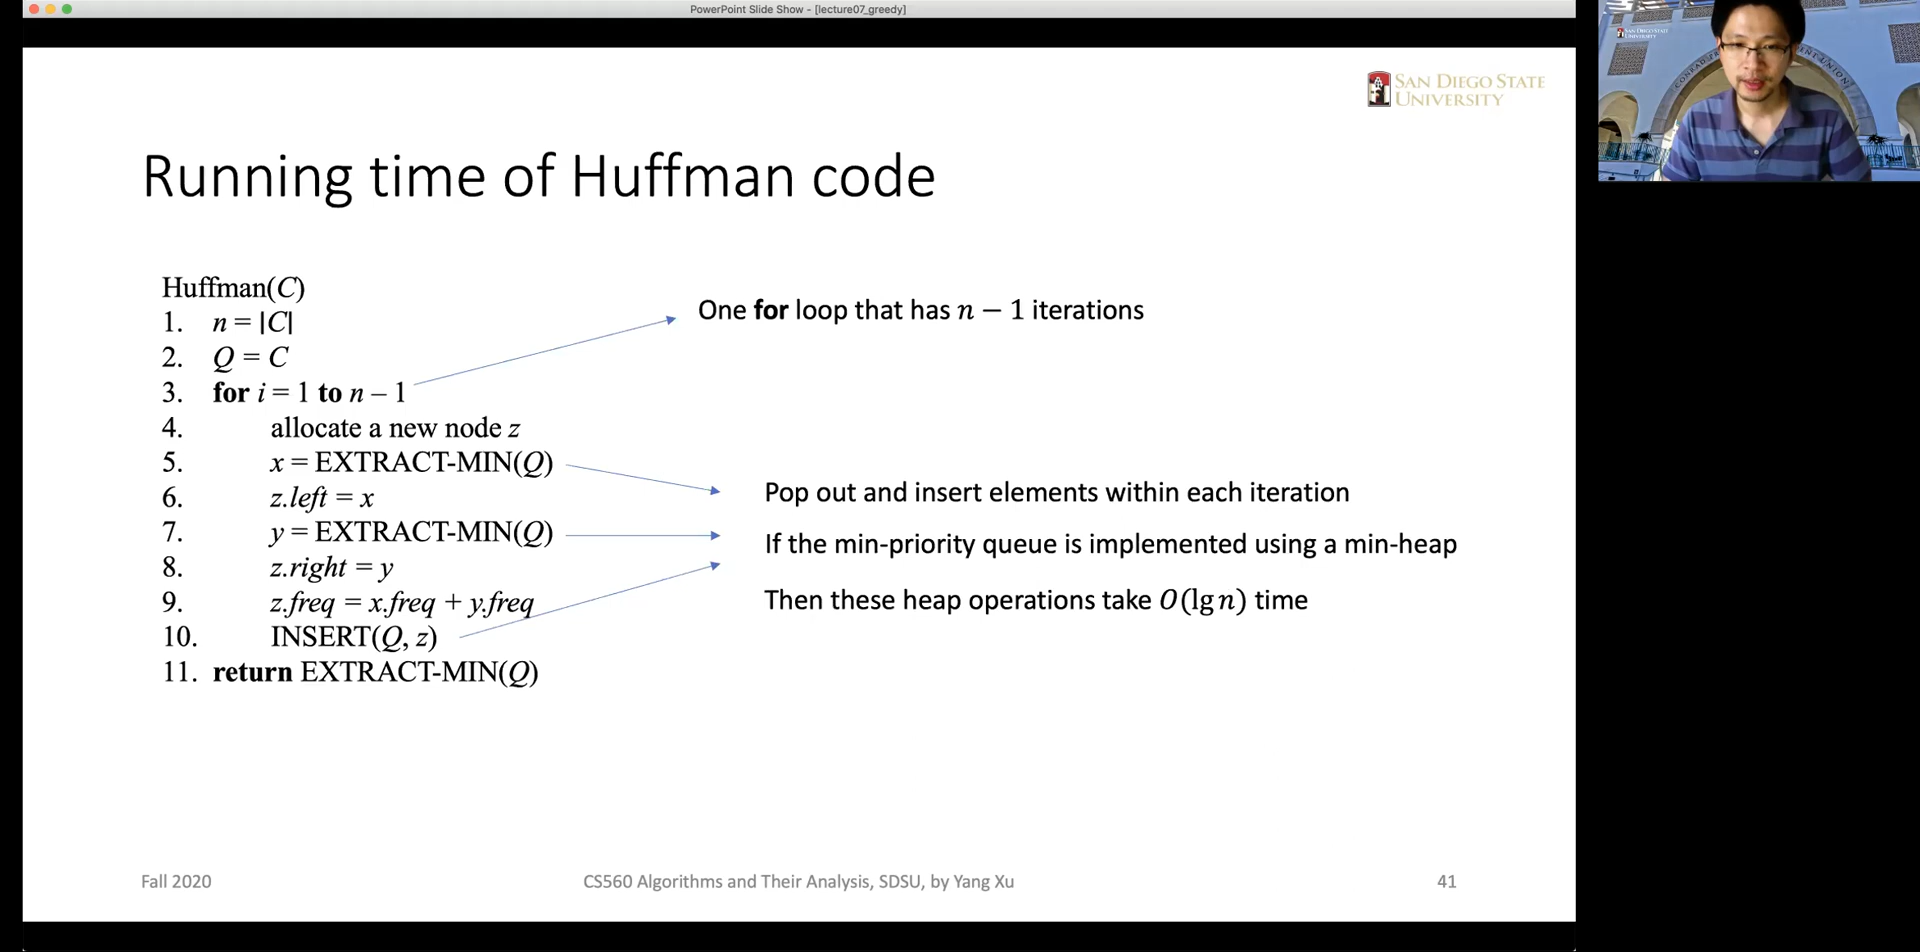 PowerPoint Slide Show - [lecture07_greedy]
SAN DIEGO STATE
UNIVERSITY
SAN DIEGO STATE
UNIVERSITY
Running time of Huffman code
Huffman(C)
1. n = |C|
2. Q = C
3. for i = 1 to n – 1
4. allocate a new node z
5. x = EXTRACT-MIN(Q)
6. z.left = x
7. y = EXTRACT-MIN(Q)
8. z.right = y
9. z.freq = x.freq + y.freq
10. INSERT(Q, z)
11. return EXTRACT-MIN(Q)
One for loop that has n − 1 iterations
Pop out and insert elements within each iteration
If the min-priority queue is implemented using a min-heap
Then these heap operations take O(lg n) time
Fall 2020
CS560 Algorithms and Their Analysis, SDSU, by Yang Xu
41